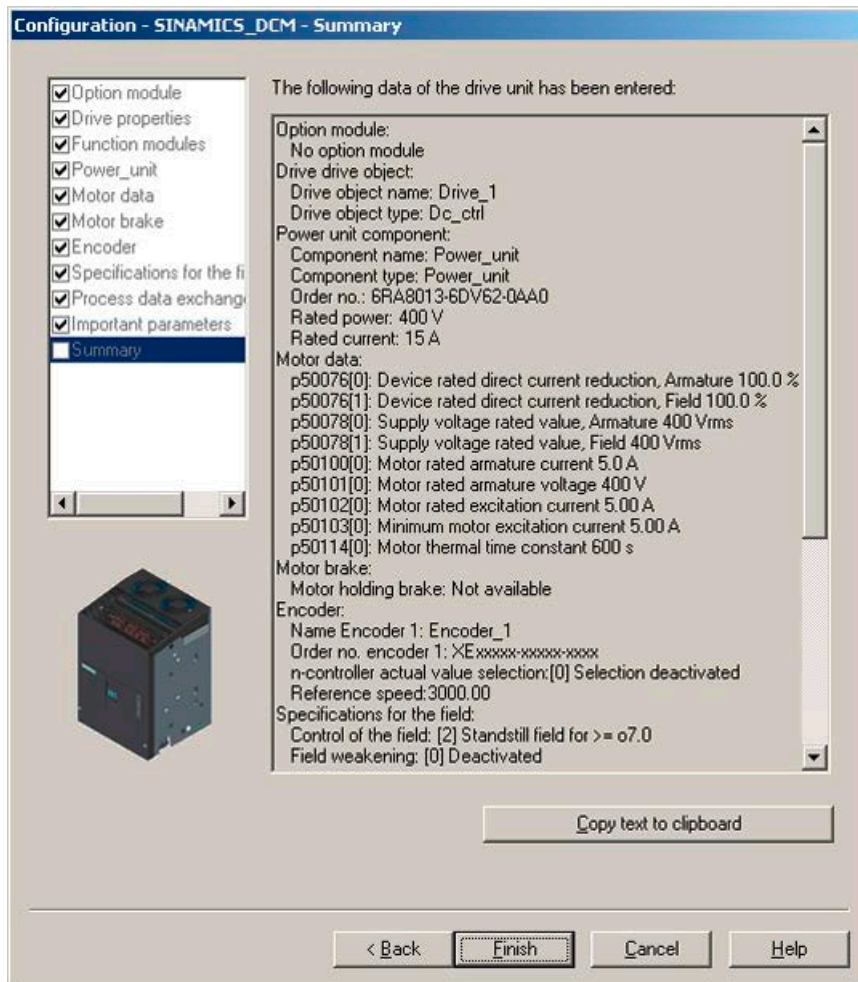 Configuration - SINAMICS_DCM - Summary
Option module
Drive properties
Function modules
Power_unit
Motor data
Motor brake
Encoder
Specifications for the fi
Process data exchang
Important parameters
Summary
The following data of the drive unit has been entered:
Option module:
No option module
Drive drive object:
Drive object name: Drive_1
Drive object type: Dc_ctrl
Power unit component:
Component name: Power_unit
Component type: Power_unit
Order no.: 6RA8013-6DV62-0AA0
Rated power: 400 V
Rated current: 15 A
Motor data:
p50076[0]: Device rated direct current reduction, Armature 100.0 %
p50076[1]: Device rated direct current reduction, Field 100.0 %
p50078[0]: Supply voltage rated value, Armature 400 Vrms
p50078[1]: Supply voltage rated value, Field 400 Vrms
p50100[0]: Motor rated armature current 5.0 A
p50101[0]: Motor rated armature voltage 400 V
p50102[0]: Motor rated excitation current 5.00 A
p50103[0]: Minimum motor excitation current 5.00 A
p50114[0]: Motor thermal time constant 600 s
Motor brake:
Motor holding brake: Not available
Encoder:
Name Encoder 1: Encoder_1
Order no. encoder 1: XExxxxx-xxxxx-xxxx
n-controller actual value selection:[0] Selection deactivated
Reference speed:3000.00
Specifications for the field:
Control of the field: [2] Standstill field for >= o7.0
Field weakening: [0] Deactivated
Copy text to clipboard
< Back
Finish
Cancel
Help